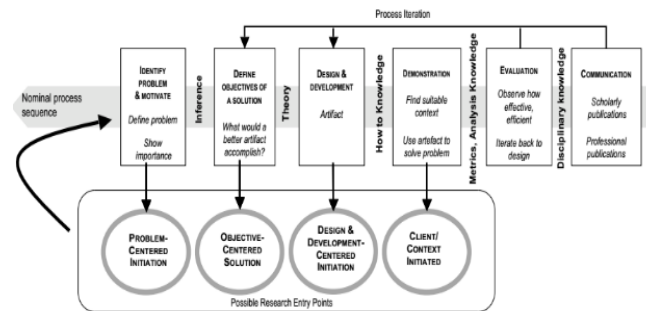 Process Iteration
Nominal process
sequence
IDENTIFY
PROBLEM
& MOTIVATE
Define problem
Show
importance
Inference
DEFINE
OBJECTIVES OF
A SOLUTION
What would a
better artifact
accomplish?
Theory
DESIGN &
DEVELOPMENT
Artifact
How to Knowledge
DEMONSTRATION
Find suitable
context
Use artefact to
solve problem
Metrics, Analysis Knowledge
EVALUATION
Observe how
effective,
efficient
Iterate back to
design
Disciplinary knowledge
COMMUNICATION
Scholarly
publications
Professional
publications
PROBLEM-
CENTERED
INITIATION
OBJECTIVE-
CENTERED
SOLUTION
DESIGN &
DEVELOPMENT-
CENTERED
INITIATION
CLIENT/
CONTEXT
INITIATED
Possible Research Entry Points